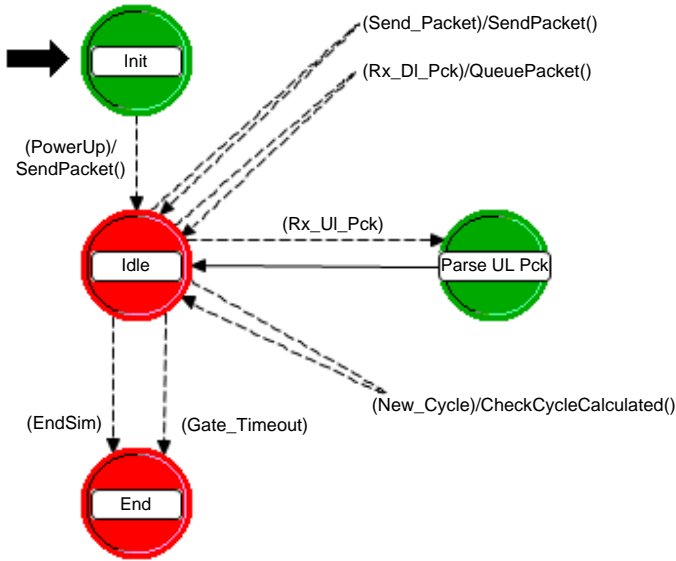 (Send_Packet)/SendPacket()
Init
(Rx_Dl_Pck)/QueuePacket()
(PowerUp)/
SendPacket()
(Rx_Ul_Pck)
Idle
Parse UL Pck
(New_Cycle)/CheckCycleCalculated()
(EndSim)
(Gate_Timeout)
End